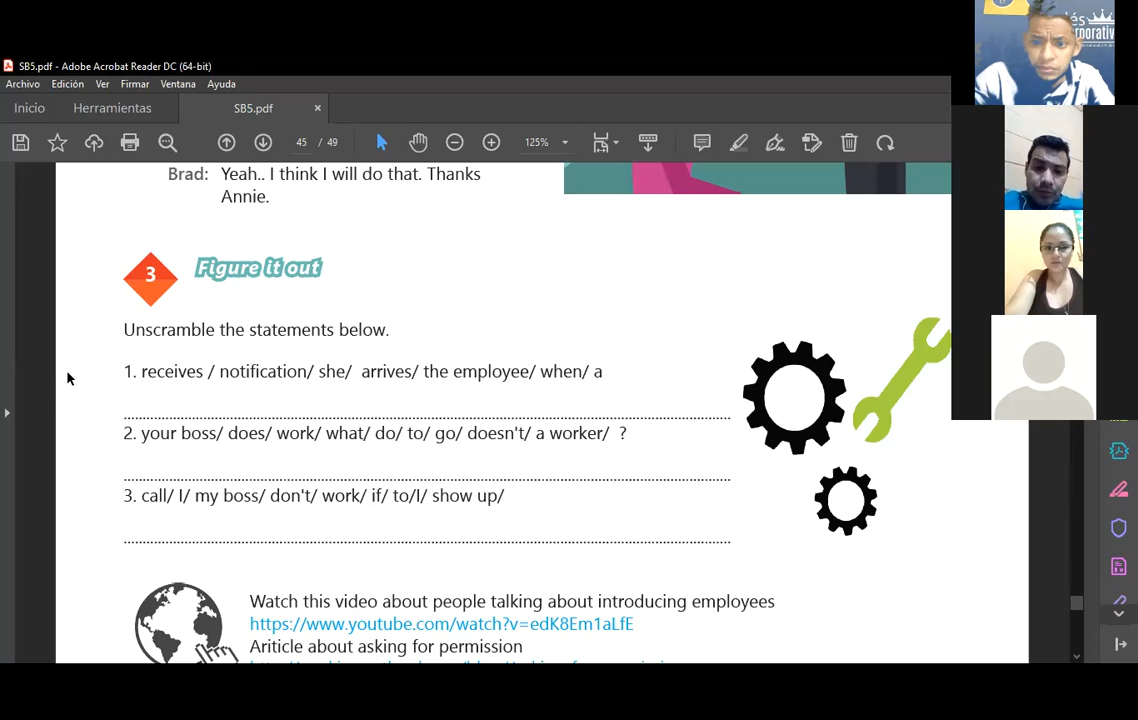 SB5.pdf - Adobe Acrobat Reader DC (64-bit)
Archivo Edición Ver Firmar Ventana Ayuda
Inicio Herramientas SB5.pdf ×
45 / 49 125%
Brad: Yeah.. I think I will do that. Thanks
Annie.
3 Figure it out
Unscramble the statements below.
1. receives / notification/ she/ arrives/ the employee/ when/ a
2. your boss/ does/ work/ what/ do/ to/ go/ doesn't/ a worker/ ?
3. call/ I/ my boss/ don't/ work/ if/ to/I/ show up/
Watch this video about people talking about introducing employees
https://www.youtube.com/watch?v=edK8Em1aLfE
Ariticle about asking for permission